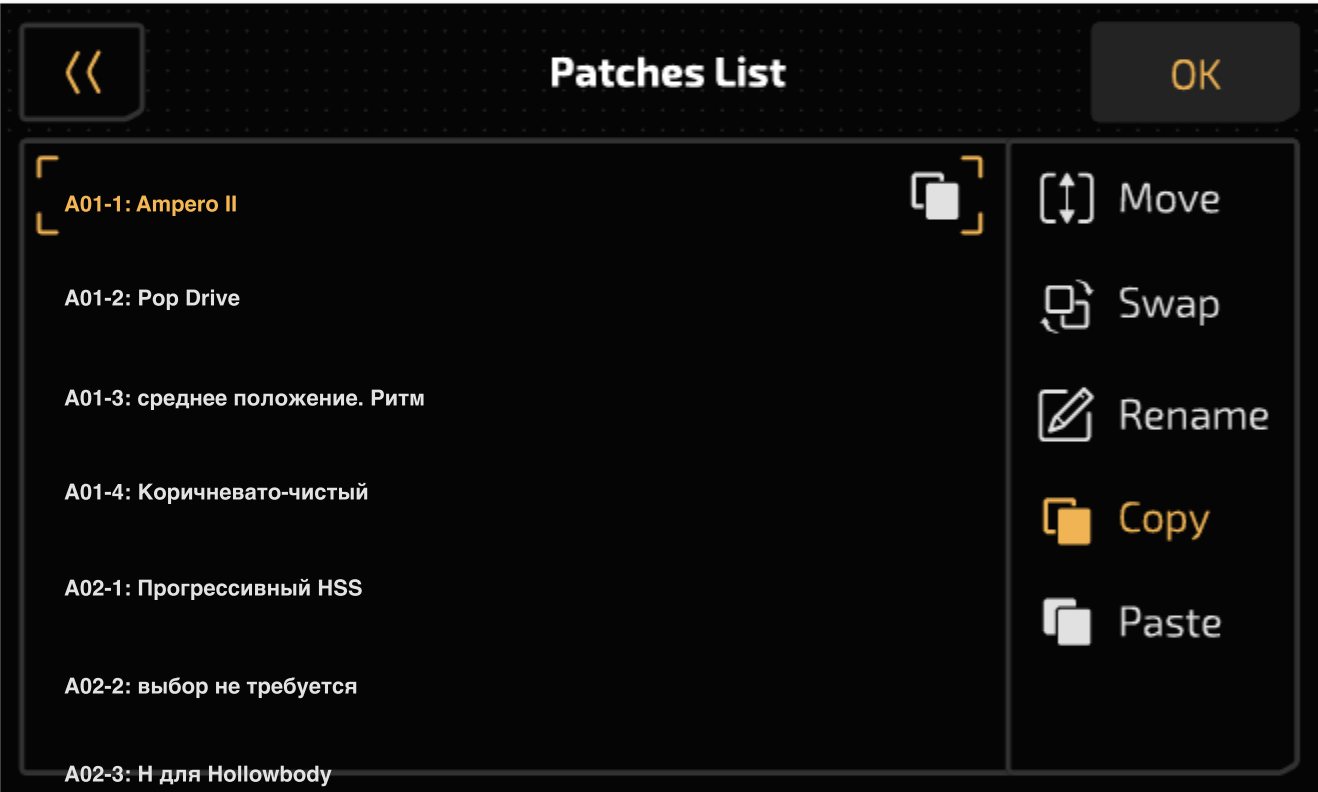 Patches List
OK
A01-1: Ampero II
A01-2: Pop Drive
A01-3: среднее положение. Ритм
A01-4: Коричневато-чистый
A02-1: Прогрессивный HSS
A02-2: выбор не требуется
A02-3: Н для Hollowbody
Move
Swap
Rename
Copy
Paste